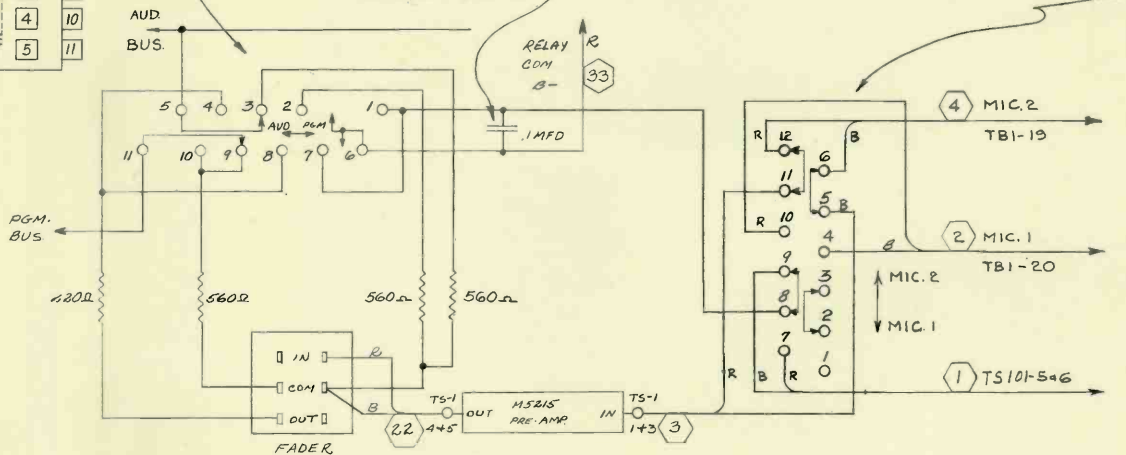 4 10
5 11
AUD.
BUS.
RELAY
COM
B-
R
33
5 4 3 2 1
AUD PGM
.1MFD
11 10 9 8 7 6
PGM.
BUS
560Ω
560Ω
560Ω
IN
COM
OUT
FADER
R
B
22
TS-1
4+5
OUT
M5215
PRE-AMP.
IN
TS-1
1+3
3
R
B
R
R
12
11
R
10
9
8
7
6
B
5
B
4
B
3
2
1
MIC.2
MIC.1
4 MIC.2
TB1-19
2 MIC.1
TB1-20
1 TS101-5&6